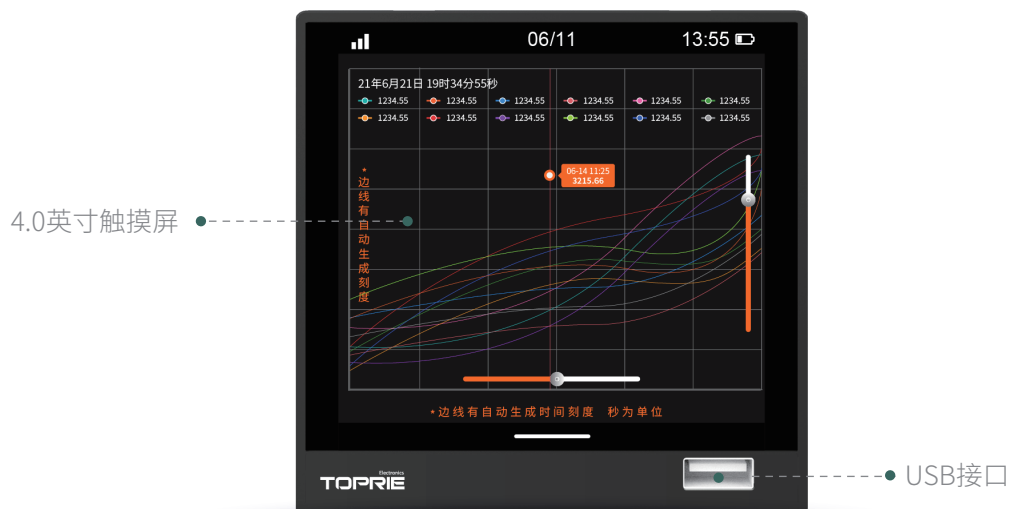 06/11
13:55
21年6月21日 19时34分55秒
1234.55 1234.55 1234.55 1234.55 1234.55 1234.55
1234.55 1234.55 1234.55 1234.55 1234.55 1234.55
06-14 11:25
3215.66
*边线有自动生成刻度
4.0英寸触摸屏
*边线有自动生成时间刻度 秒为单位
Electronics
TOPRIE
USB接口